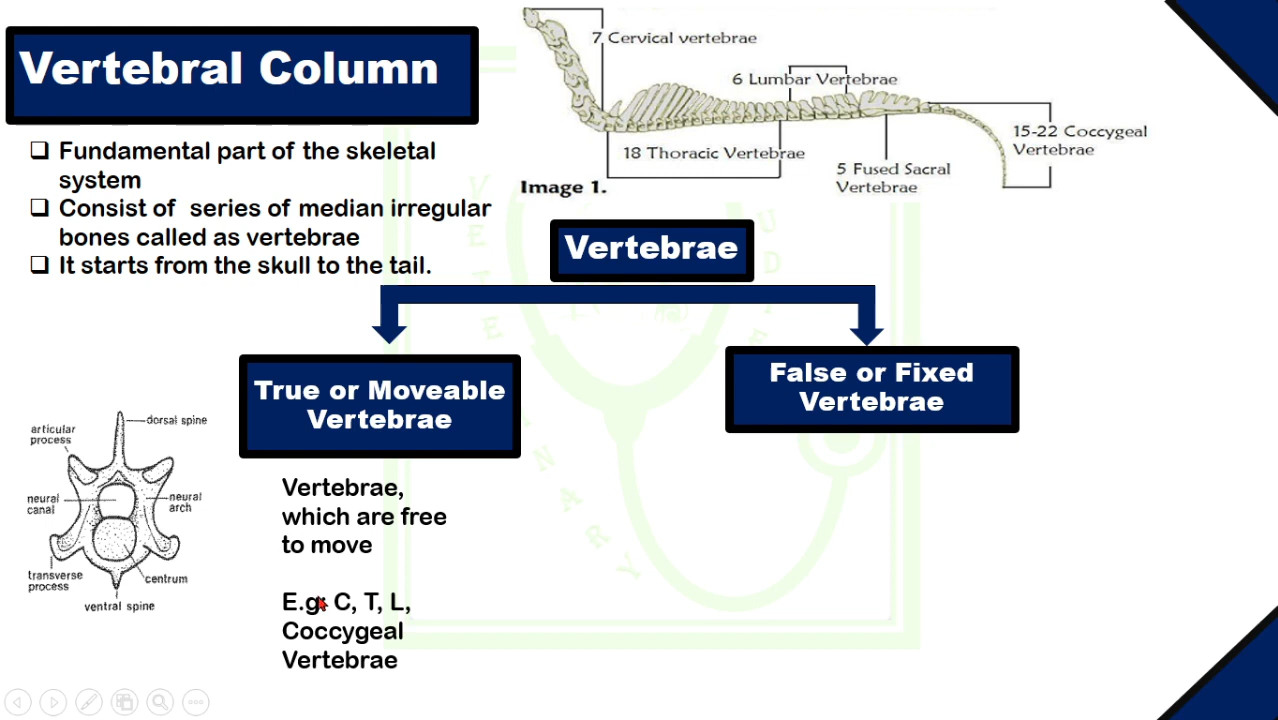 Vertebral Column
❑ Fundamental part of the skeletal
system
❑ Consist of series of median irregular
bones called as vertebrae
❑ It starts from the skull to the tail.
7 Cervical vertebrae
6 Lumbar Vertebrae
18 Thoracic Vertebrae
5 Fused Sacral
Vertebrae
15-22 Coccygeal
Vertebrae
Image 1.
Vertebrae
True or Moveable
Vertebrae
False or Fixed
Vertebrae
Vertebrae,
which are free
to move
E.g: C, T, L,
Coccygeal
Vertebrae
dorsal spine
articular
process
neural
canal
neural
arch
transverse
process
centrum
ventral spine